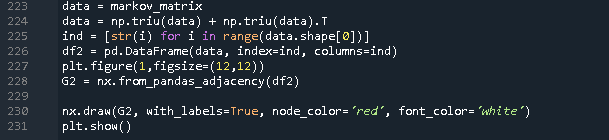 223 data = markov_matrix
224 data = np.triu(data) + np.triu(data).T
225 ind = [str(i) for i in range(data.shape[0])]
226 df2 = pd.DataFrame(data, index=ind, columns=ind)
227 plt.figure(1,figsize=(12,12))
228 G2 = nx.from_pandas_adjacency(df2)
229
230 nx.draw(G2, with_labels=True, node_color='red', font_color='white')
231 plt.show()